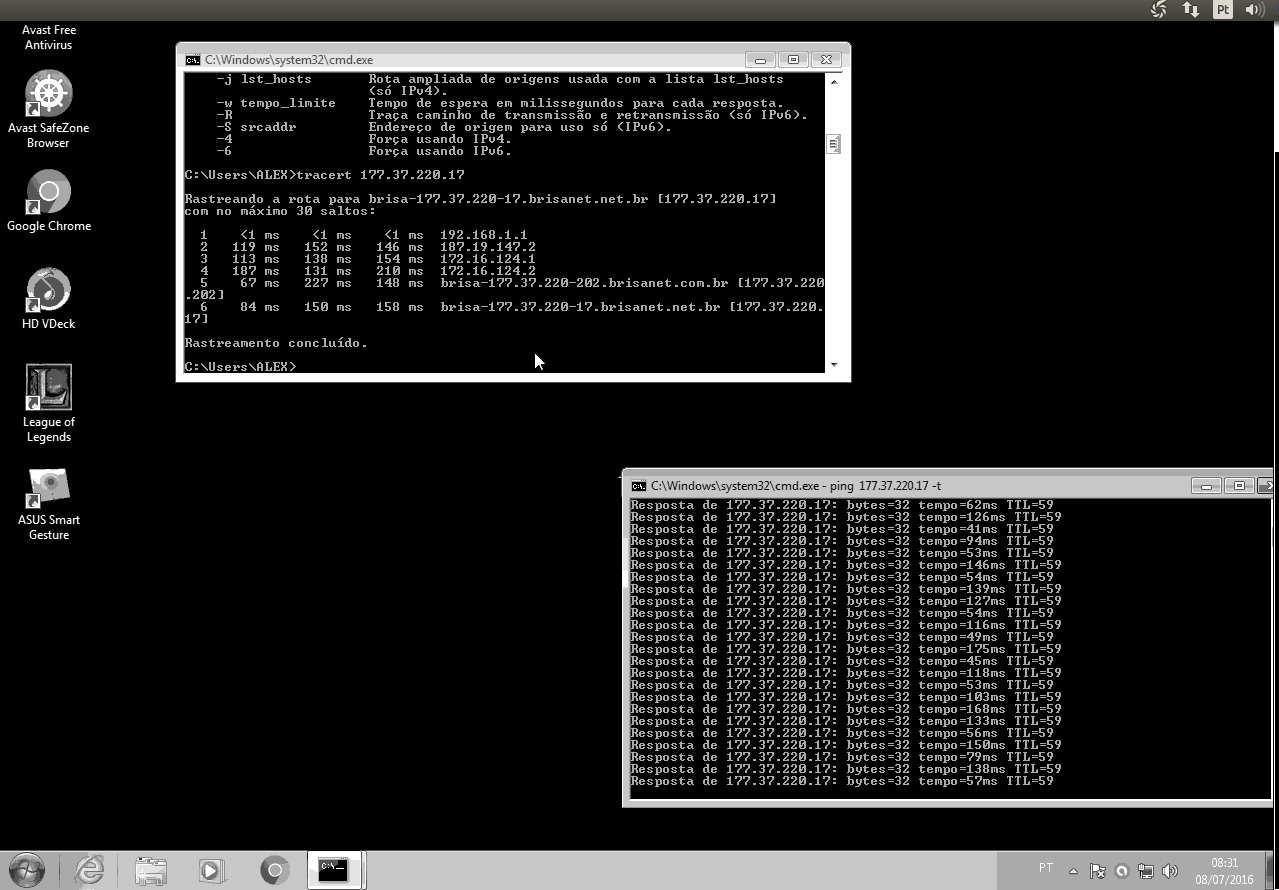 Pt
Avast Free
Antivirus
Avast SafeZone
Browser
Google Chrome
HD VDeck
League of
Legends
ASUS Smart
Gesture
C:\Windows\system32\cmd.exe
-j lst_hosts Rota ampliada de origens usada com a lista lst_hosts
(só IPv4).
-w tempo_limite Tempo de espera em milissegundos para cada resposta.
-R Traça caminho de transmissão e retransmissão (só IPv6).
-S srcaddr Endereço de origem para uso só (IPv6).
-4 Força usando IPv4.
-6 Força usando IPv6.
C:\Users\ALEX>tracert 177.37.220.17
Rastreando a rota para brisa-177.37.220-17.brisanet.net.br [177.37.220.17]
com no máximo 30 saltos:
1 <1 ms <1 ms <1 ms 192.168.1.1
2 119 ms 152 ms 146 ms 187.19.147.2
3 113 ms 138 ms 154 ms 172.16.124.1
4 187 ms 131 ms 210 ms 172.16.124.2
5 67 ms 227 ms 148 ms brisa-177.37.220-202.brisanet.com.br [177.37.220
.202]
6 84 ms 150 ms 158 ms brisa-177.37.220-17.brisanet.net.br [177.37.220.
17]
Rastreamento concluído.
C:\Users\ALEX>
C:\Windows\system32\cmd.exe - ping 177.37.220.17 -t
Resposta de 177.37.220.17: bytes=32 tempo=62ms TTL=59
Resposta de 177.37.220.17: bytes=32 tempo=126ms TTL=59
Resposta de 177.37.220.17: bytes=32 tempo=41ms TTL=59
Resposta de 177.37.220.17: bytes=32 tempo=94ms TTL=59
Resposta de 177.37.220.17: bytes=32 tempo=53ms TTL=59
Resposta de 177.37.220.17: bytes=32 tempo=146ms TTL=59
Resposta de 177.37.220.17: bytes=32 tempo=54ms TTL=59
Resposta de 177.37.220.17: bytes=32 tempo=139ms TTL=59
Resposta de 177.37.220.17: bytes=32 tempo=127ms TTL=59
Resposta de 177.37.220.17: bytes=32 tempo=54ms TTL=59
Resposta de 177.37.220.17: bytes=32 tempo=116ms TTL=59
Resposta de 177.37.220.17: bytes=32 tempo=49ms TTL=59
Resposta de 177.37.220.17: bytes=32 tempo=175ms TTL=59
Resposta de 177.37.220.17: bytes=32 tempo=45ms TTL=59
Resposta de 177.37.220.17: bytes=32 tempo=118ms TTL=59
Resposta de 177.37.220.17: bytes=32 tempo=53ms TTL=59
Resposta de 177.37.220.17: bytes=32 tempo=103ms TTL=59
Resposta de 177.37.220.17: bytes=32 tempo=168ms TTL=59
Resposta de 177.37.220.17: bytes=32 tempo=133ms TTL=59
Resposta de 177.37.220.17: bytes=32 tempo=56ms TTL=59
Resposta de 177.37.220.17: bytes=32 tempo=150ms TTL=59
Resposta de 177.37.220.17: bytes=32 tempo=79ms TTL=59
Resposta de 177.37.220.17: bytes=32 tempo=138ms TTL=59
Resposta de 177.37.220.17: bytes=32 tempo=57ms TTL=59
PT
08:31
08/07/2016